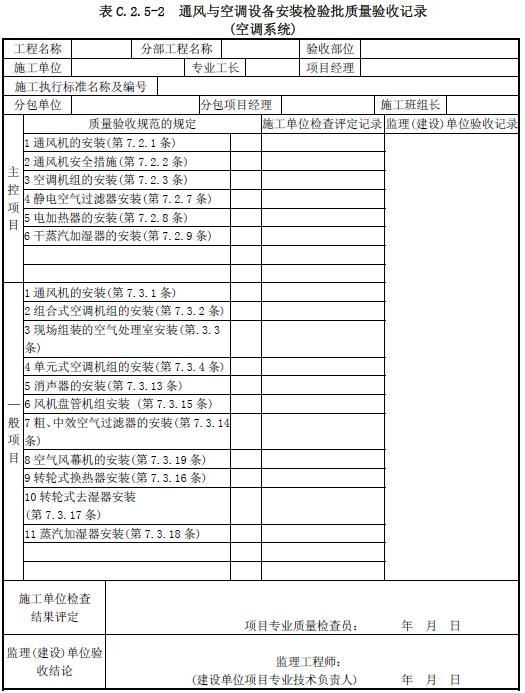 表C.2.5-2 通风与空调设备安装检验批质量验收记录
(空调系统)
工程名称 分部工程名称 验收部位
施工单位 专业工长 项目经理
施工执行标准名称及编号
分包单位 分包项目经理 施工班组长
质量验收规范的规定 施工单位检查评定记录 监理(建设)单位验收记录
主控项目
1通风机的安装(第7.2.1条)
2通风机安全措施(第7.2.2条)
3空调机组的安装(第7.2.3条)
4静电空气过滤器安装(第7.2.7条)
5电加热器的安装(第7.2.8条)
6干蒸汽加湿器的安装(第7.2.9条)
一般项目
1通风机的安装(第7.3.1条)
2组合式空调机组的安装(第7.3.2条)
3现场组装的空气处理室安装(第.3.3
条)
4单元式空调机组的安装(第7.3.4条)
5消声器的安装(第7.3.13条)
6风机盘管机组安装 (第7.3.15条)
7粗、中效空气过滤器的安装(第7.3.14
条)
8空气风幕机的安装(第7.3.19条)
9转轮式换热器安装(第7.3.16条)
10转轮式去湿器安装
(第7.3.17条)
11蒸汽加湿器安装(第7.3.18条)
施工单位检查
结果评定
项目专业质量检查员: 年 月 日
监理(建设)单位验
收结论
监理工程师:
(建设单位项目专业技术负责人) 年 月 日